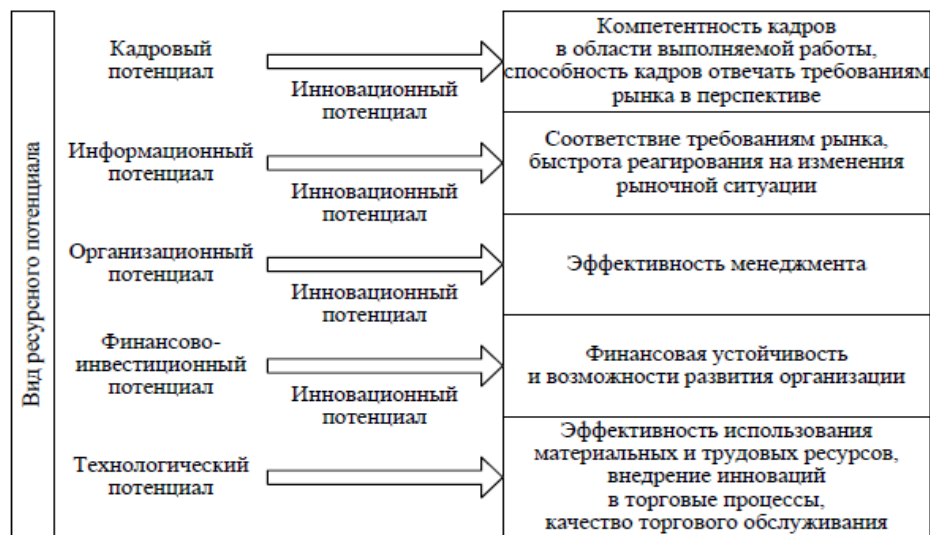 Вид ресурсного потенциала
Кадровый
потенциал
Инновационный
потенциал
Компетентность кадров
в области выполняемой работы,
способность кадров отвечать требованиям
рынка в перспективе
Информационный
потенциал
Инновационный
потенциал
Соответствие требованиям рынка,
быстрота реагирования на изменения
рыночной ситуации
Организационный
потенциал
Инновационный
потенциал
Эффективность менеджмента
Финансово-
инвестиционный
потенциал
Инновационный
потенциал
Финансовая устойчивость
и возможности развития организации
Технологический
потенциал
Эффективность использования
материальных и трудовых ресурсов,
внедрение инноваций
в торговые процессы,
качество торгового обслуживания